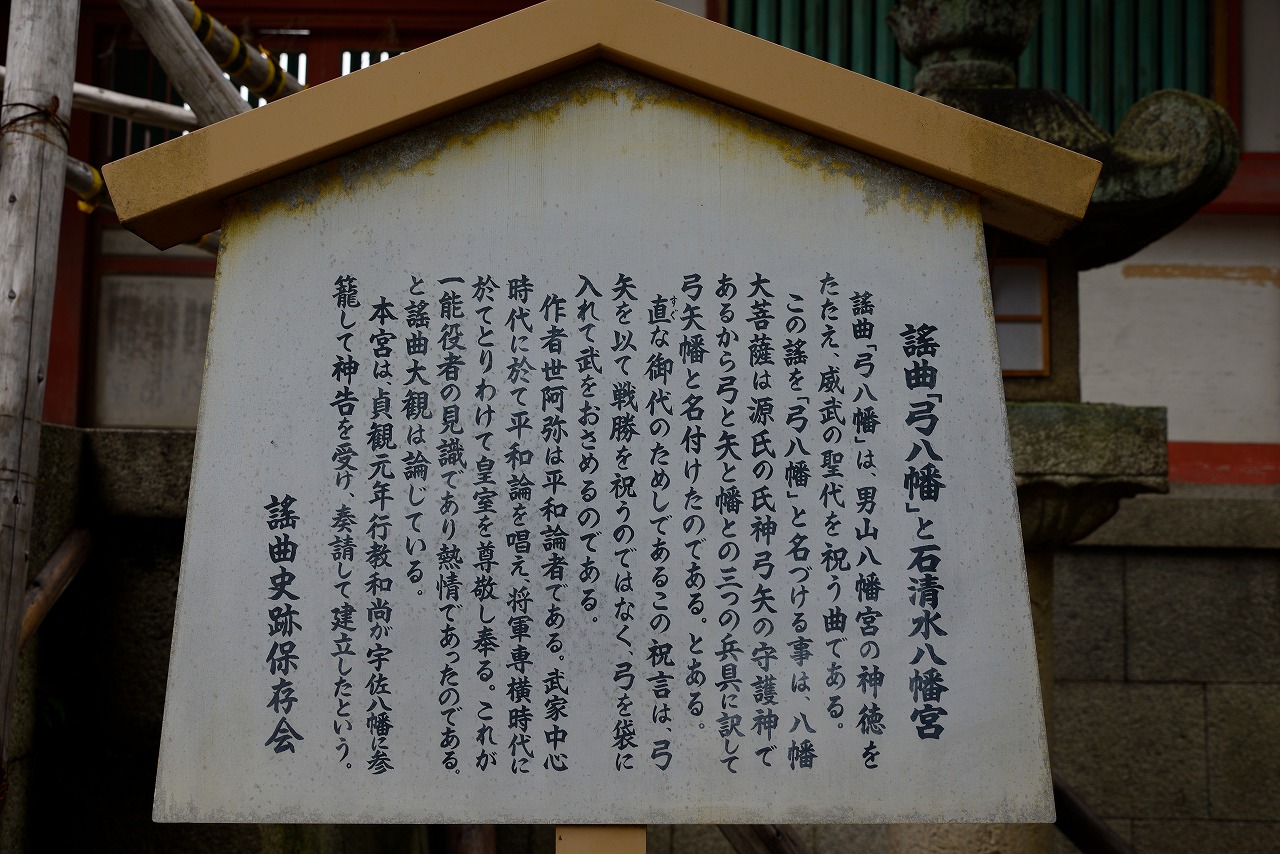 謡曲「弓八幡」と石清水八幡宮
謡曲「弓八幡」は、男山八幡宮の神徳を
たたえ、威武の聖代を祝う曲である。
この謡を「弓八幡」と名づける事は、八幡
大菩薩は源氏の氏神弓矢の守護神で
あるから弓と矢と幡との三つの兵具に訳して
弓矢幡と名付けたのである。とある。
直な御代のためしであるこの祝言は、弓
すぐ
矢を以て戦勝を祝うのではなく、弓を袋に
入れて武をおさめるのである。
作者世阿弥は平和論者である。武家中心
時代に於て平和論を唱え、将軍専横時代に
於てとりわけて皇室を尊敬し奉る。これが
一能役者の見識であり熱情であったのである。
と謡曲大観は論じている。
本宮は、貞観元年行教和尚が宇佐八幡に参
籠して神告を受け、奏請して建立したという。
謡曲史跡保存会